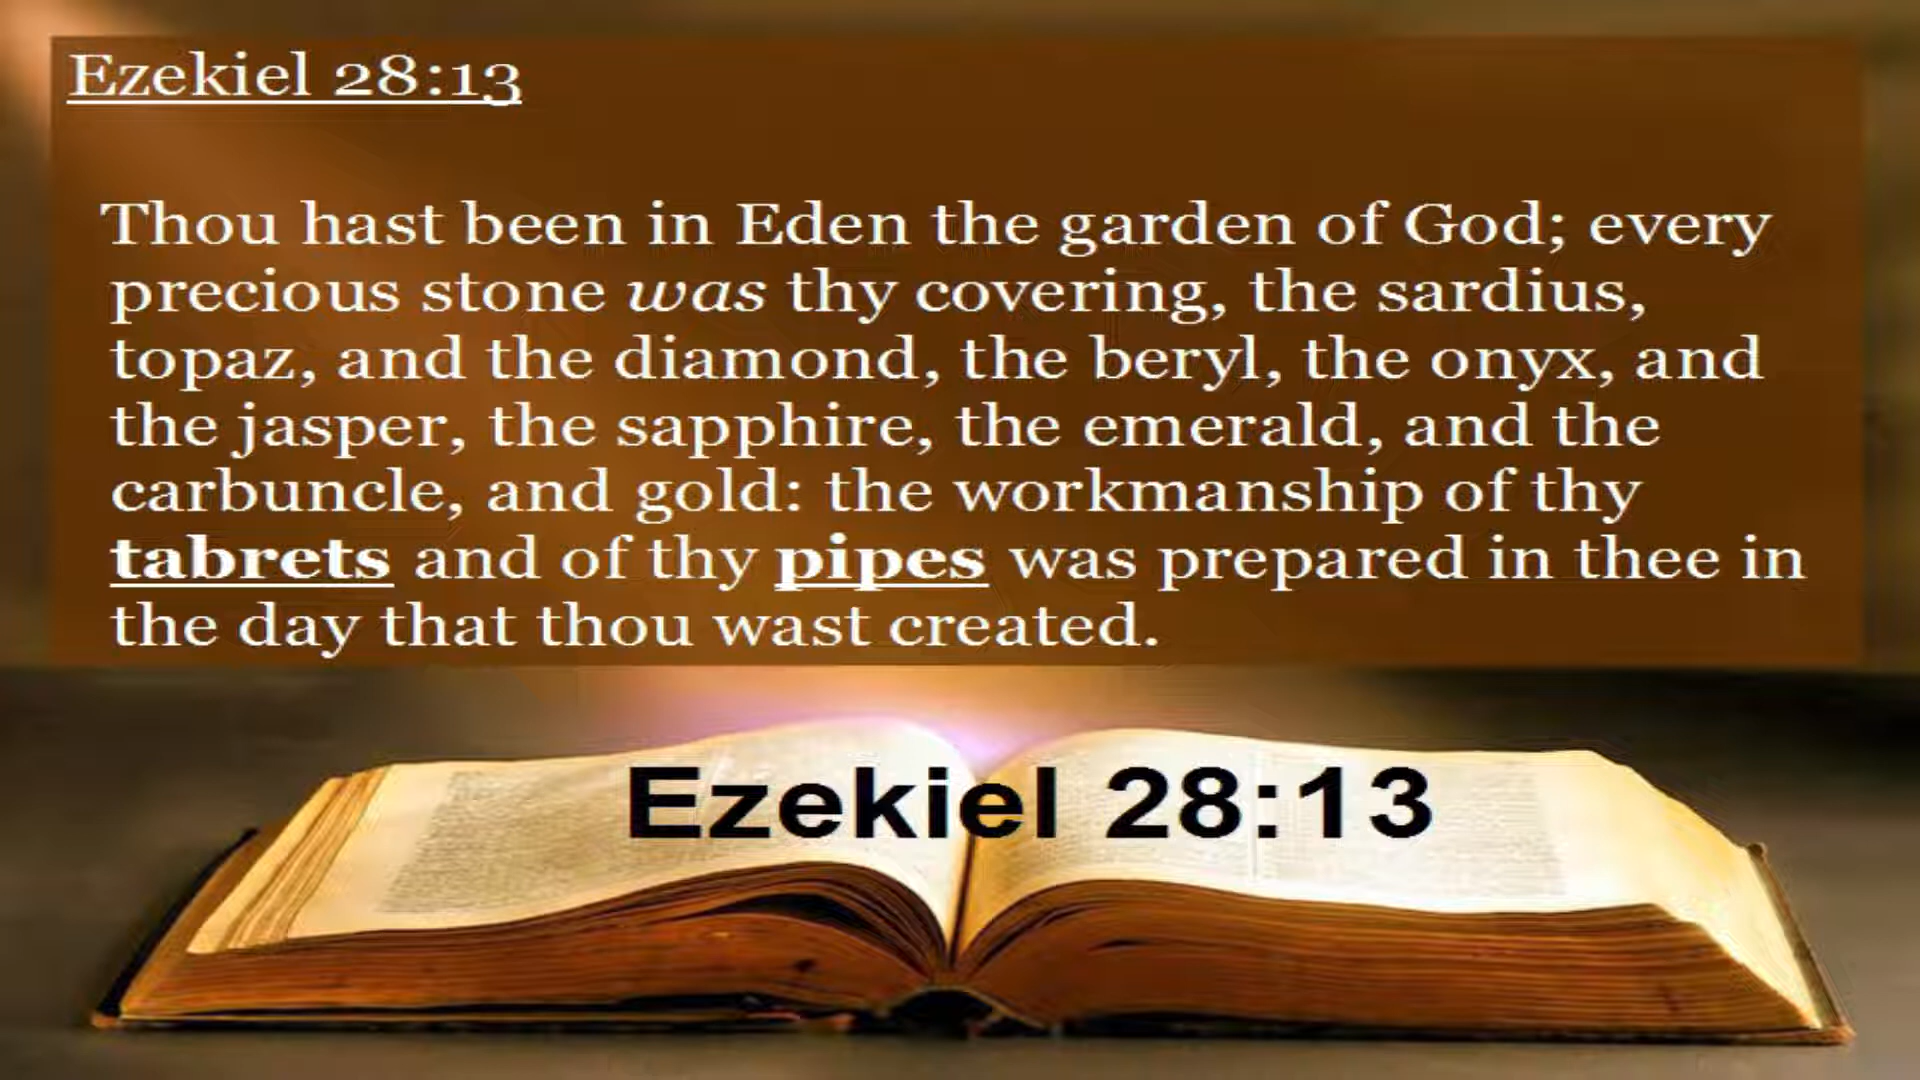 Ezekiel 28:13
Thou hast been in Eden the garden of God; every
precious stone was thy covering, the sardius,
topaz, and the diamond, the beryl, the onyx, and
the jasper, the sapphire, the emerald, and the
carbuncle, and gold: the workmanship of thy
tabrets and of thy pipes was prepared in thee in
the day that thou wast created.
Ezekiel 28:13